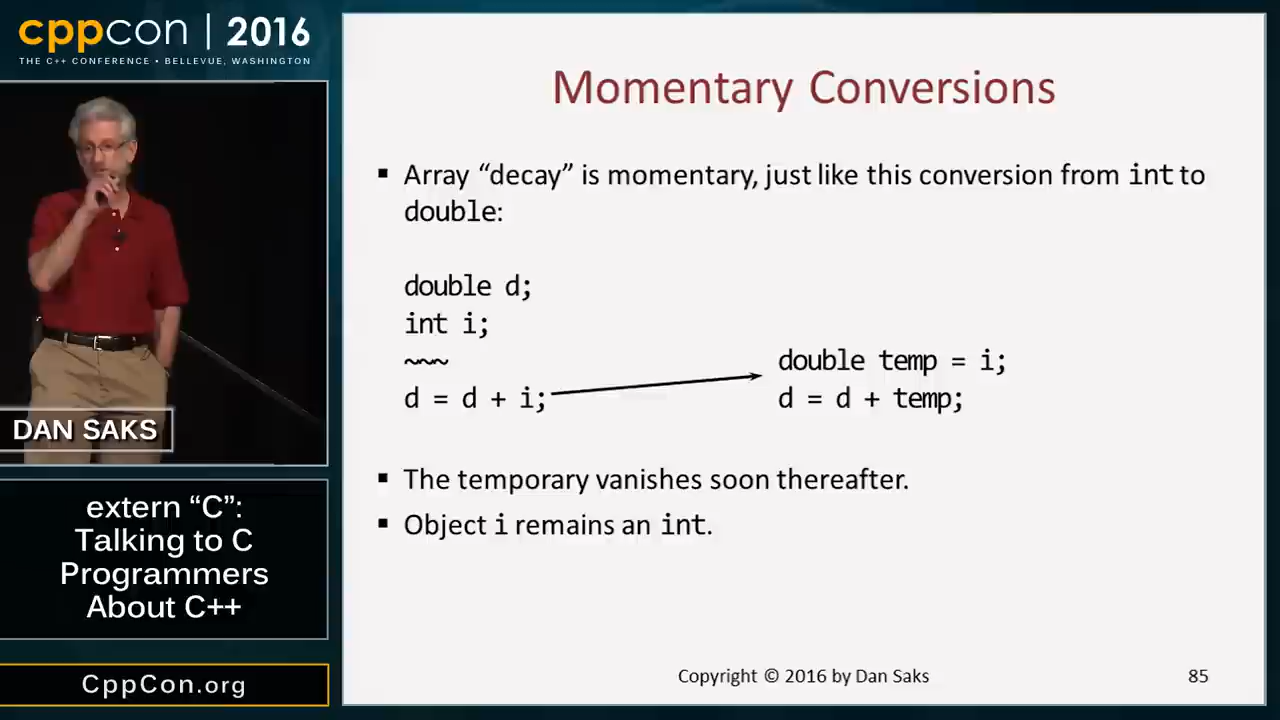 cppcon | 2016
THE C++ CONFERENCE • BELLEVUE, WASHINGTON
DAN SAKS
extern “C”:
Talking to C
Programmers
About C++
CppCon.org
Momentary Conversions
▪ Array “decay” is momentary, just like this conversion from int to
double:
double d;
int i;
~~~
d = d + i;
double temp = i;
d = d + temp;
▪ The temporary vanishes soon thereafter.
▪ Object i remains an int.
Copyright © 2016 by Dan Saks
85